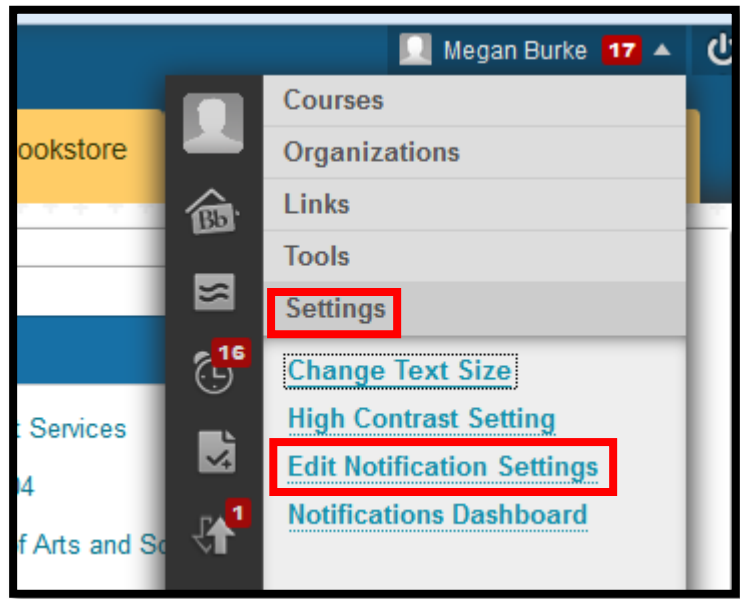 Megan Burke 17
Courses
ookstore
Organizations
Bb
Links
Tools
Settings
16
Change Text Size
High Contrast Setting
t Services
Edit Notification Settings
04
1
Notifications Dashboard
f Arts and Sc